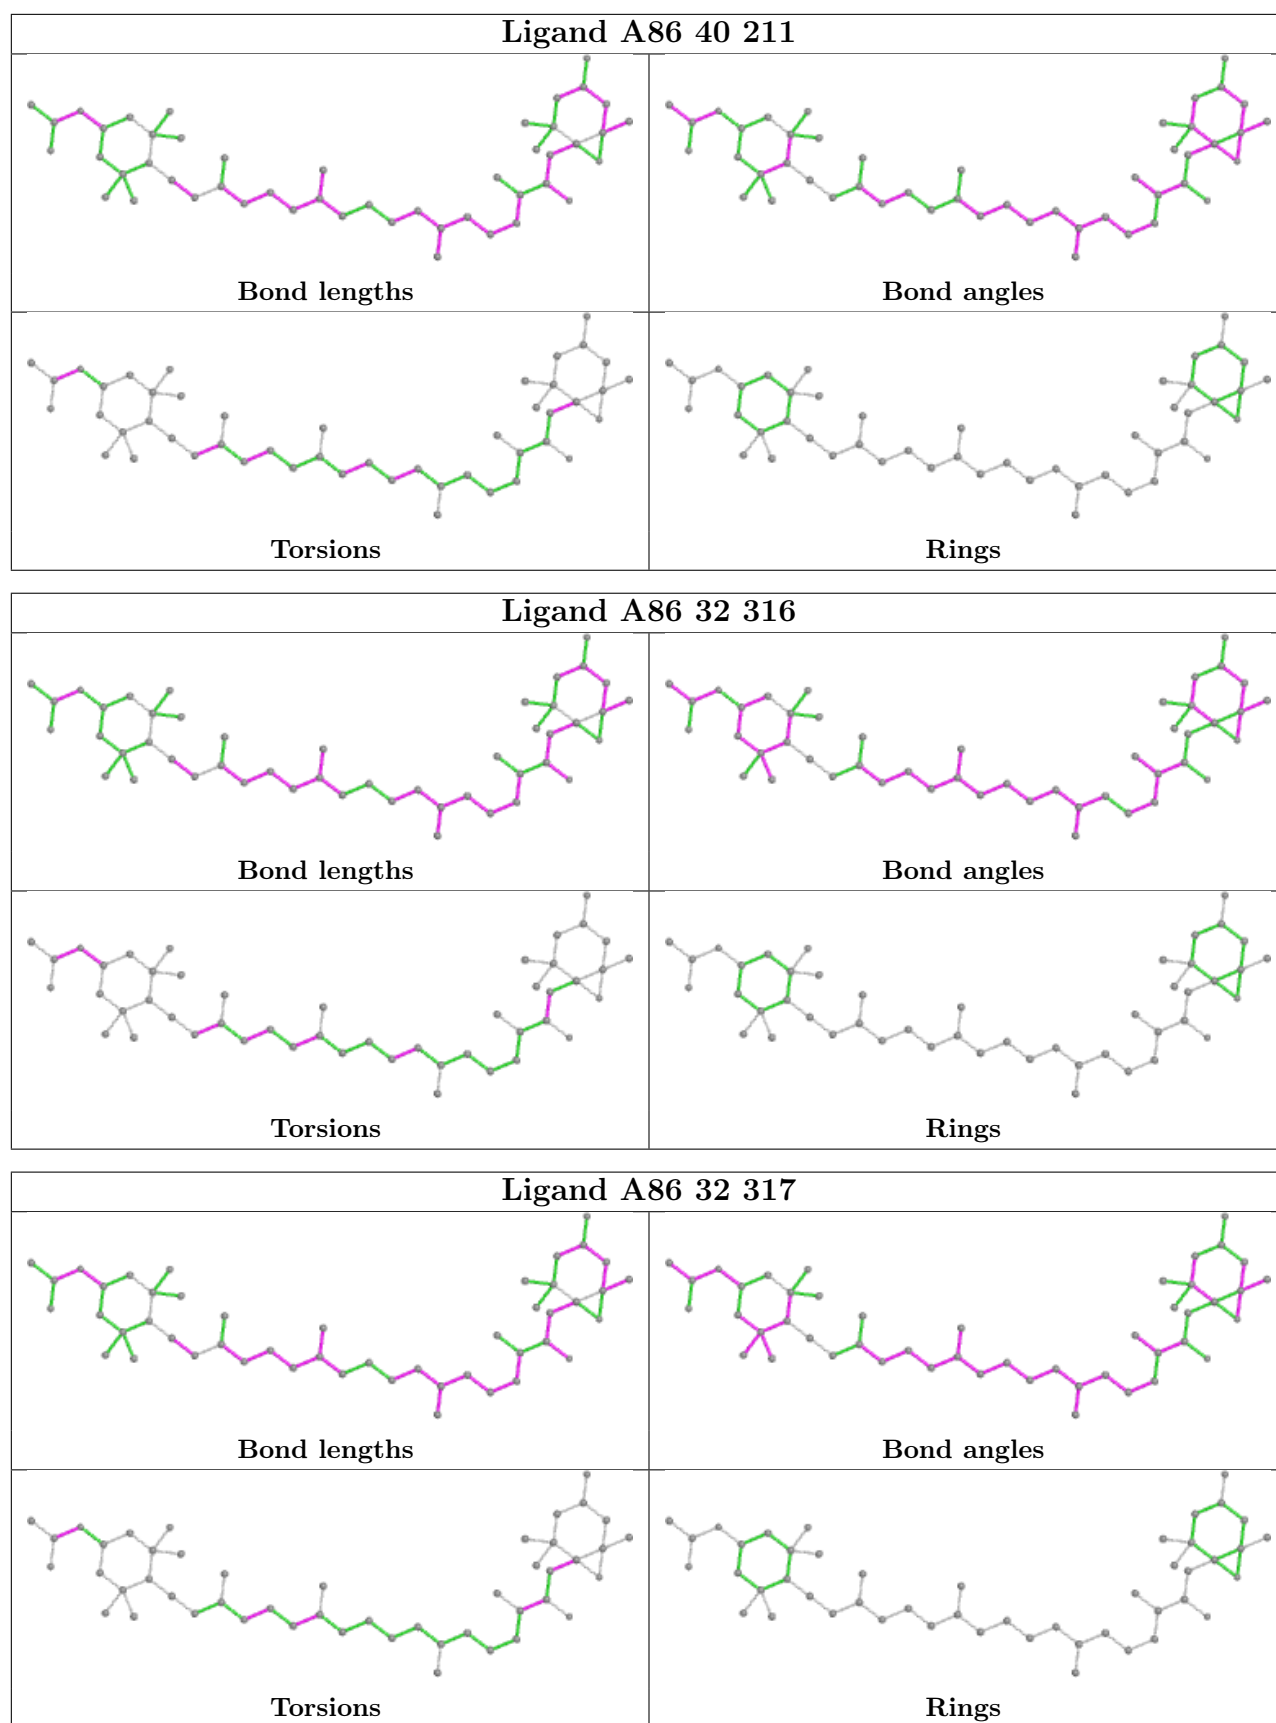 Ligand A86 40 211
Bond lengths
Bond angles
Torsions
Rings
Ligand A86 32 316
Bond lengths
Bond angles
Torsions
Rings
Ligand A86 32 317
Bond lengths
Bond angles
Torsions
Rings